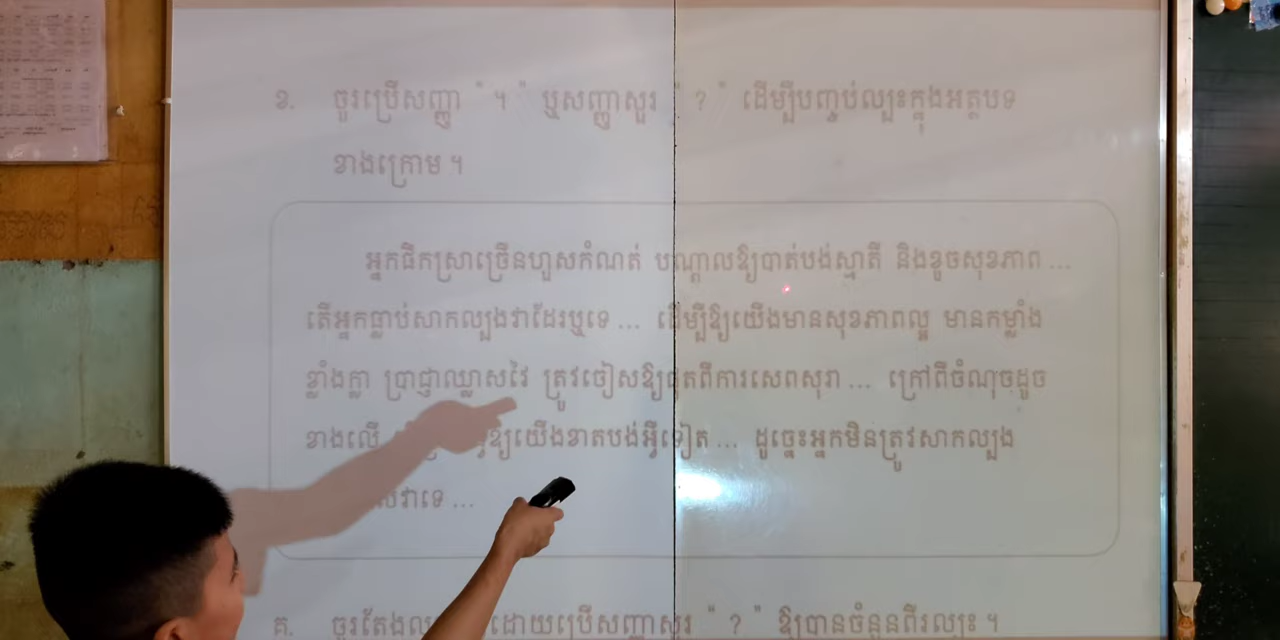 ខ. ចូរប្រើសញ្ញា " ។ " ឬសញ្ញាសួរ " ? " ដើម្បីបញ្ចប់ល្បះក្នុងអត្ថបទ
ខាងក្រោម ។
អ្នកផឹកស្រាច្រើនហួសកំណត់ បណ្ដាលឱ្យបាត់បង់ស្មារតី និងខូចសុខភាព ...
តើអ្នកធ្លាប់សាកល្បងវាដែរឬទេ ... ដើម្បីឱ្យយើងមានសុខភាពល្អ មានកម្លាំង
ខ្លាំងក្លា ប្រាជ្ញាឈ្លាសវៃ ត្រូវចៀសឱ្យផុតពីការសេពសុរា ... ក្រៅពីចំណុចដូច
ខាងលើ ឱ្យយើងខាតបង់អ្វីទៀត ... ដូច្នេះអ្នកមិនត្រូវសាកល្បង
វាទេ ...
គ. ចូរតែង ដោយប្រើសញ្ញាសួរ " ? " ឱ្យបានចំនួនពីរល្បះ ។